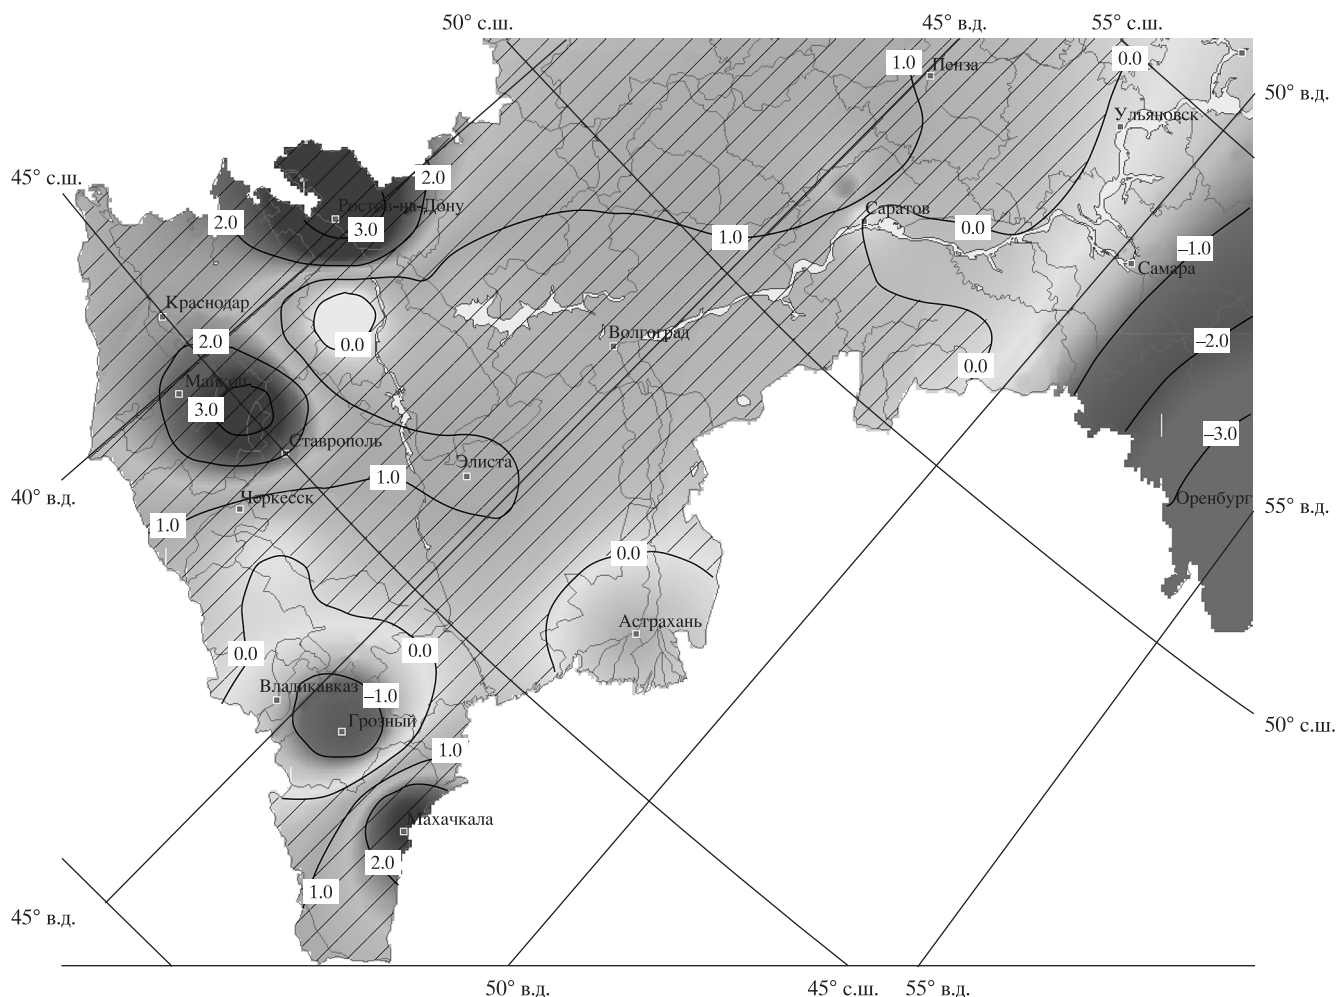 50° с.ш.
45° в.д.
55° с.ш.
1.0
Пенза
0.0
50° в.д.
Ульяновск
45° с.ш.
2.0
Ростов-на-Дону
2.0
3.0
Саратов
0.0
1.0
–1.0
Самара
Краснодар
2.0
0.0
Волгоград
–2.0
0.0
Майкоп
3.0
–3.0
Ставрополь
Элиста
1.0
40° в.д.
Черкесск
Оренбург
55° в.д.
1.0
0.0
Астрахань
0.0
0.0
Владикавказ
–1.0
Грозный
50° с.ш.
1.0
Махачкала
2.0
1.0
45° в.д.
50° в.д.
45° с.ш.
55° в.д.